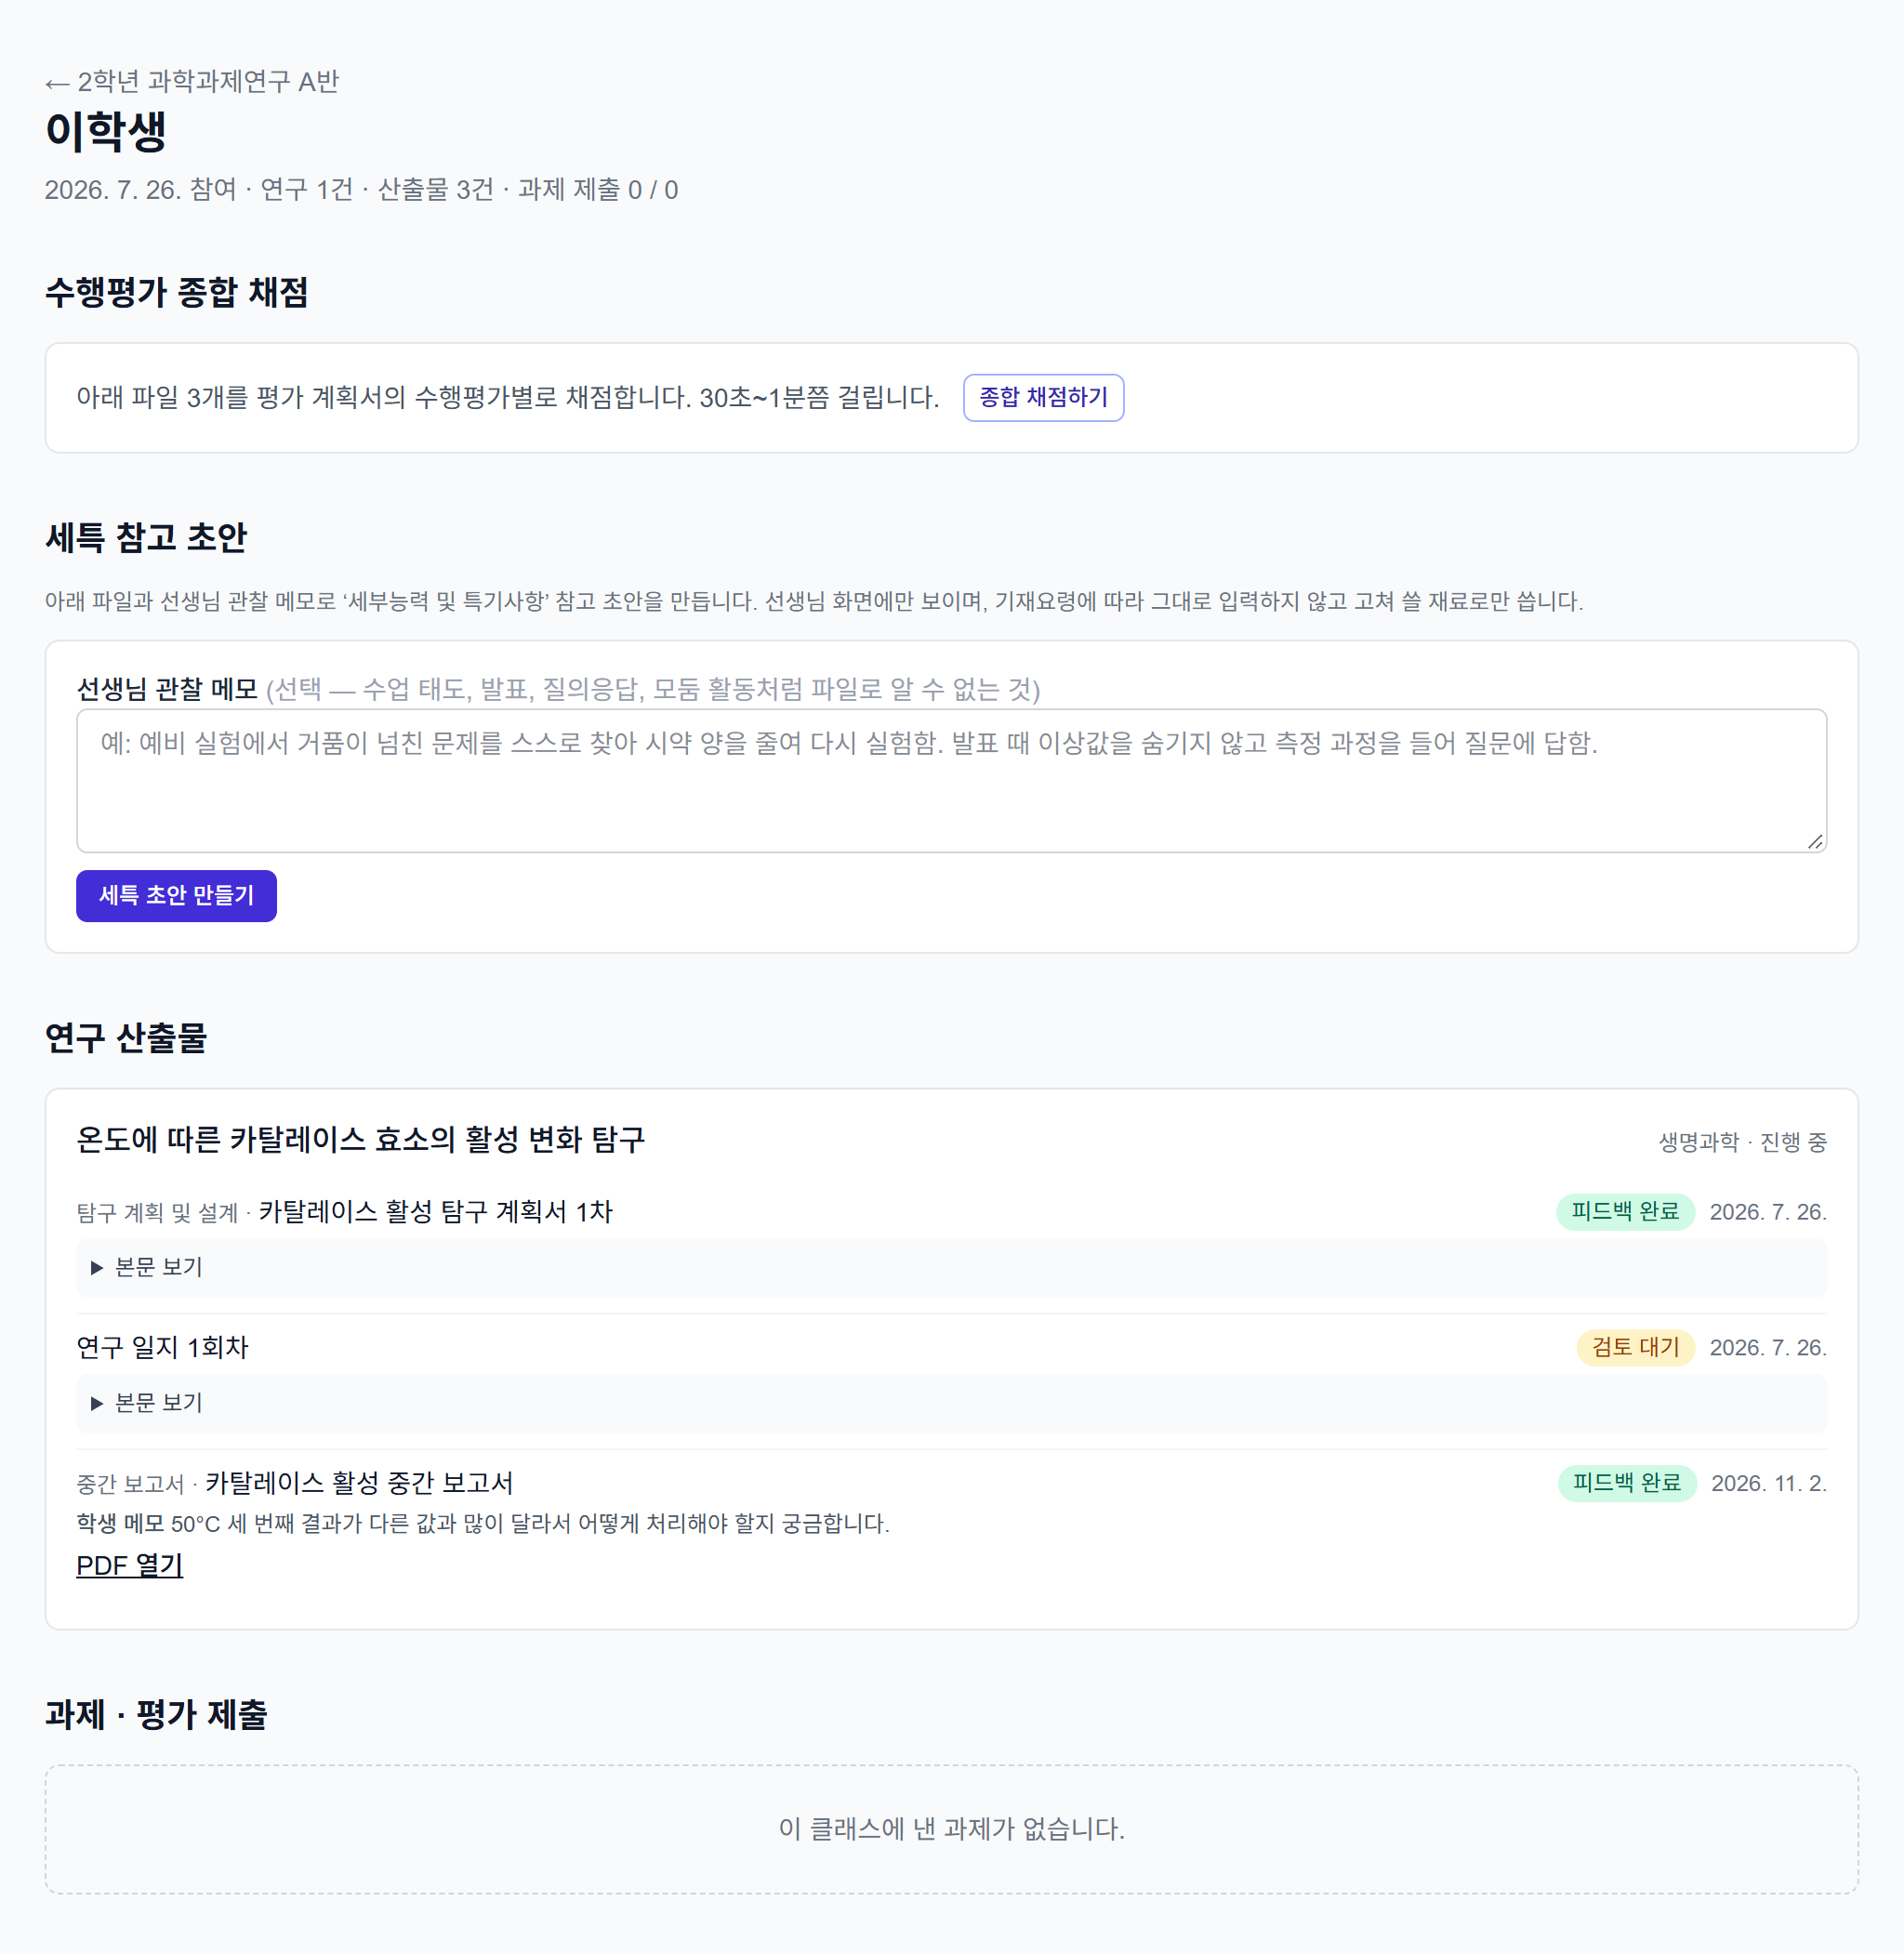 ← 2학년 과학과제연구 A반
이학생
2026. 7. 26. 참여 · 연구 1건 · 산출물 3건 · 과제 제출 0 / 0
수행평가 종합 채점
아래 파일 3개를 평가 계획서의 수행평가별로 채점합니다. 30초~1분쯤 걸립니다. 종합 채점하기
세특 참고 초안
아래 파일과 선생님 관찰 메모로 ‘세부능력 및 특기사항’ 참고 초안을 만듭니다. 선생님 화면에만 보이며, 기재요령에 따라 그대로 입력하지 않고 고쳐 쓸 재료로만 씁니다.
선생님 관찰 메모 (선택 — 수업 태도, 발표, 질의응답, 모둠 활동처럼 파일로 알 수 없는 것)
예: 예비 실험에서 거품이 넘친 문제를 스스로 찾아 시약 양을 줄여 다시 실험함. 발표 때 이상값을 숨기지 않고 측정 과정을 들어 질문에 답함.
세특 초안 만들기
연구 산출물
온도에 따른 카탈레이스 효소의 활성 변화 탐구 생명과학 · 진행 중
탐구 계획 및 설계 · 카탈레이스 활성 탐구 계획서 1차 피드백 완료 2026. 7. 26.
▶ 본문 보기
연구 일지 1회차 검토 대기 2026. 7. 26.
▶ 본문 보기
중간 보고서 · 카탈레이스 활성 중간 보고서 피드백 완료 2026. 11. 2.
학생 메모 50°C 세 번째 결과가 다른 값과 많이 달라서 어떻게 처리해야 할지 궁금합니다.
PDF 열기
과제 · 평가 제출
이 클래스에 낸 과제가 없습니다.